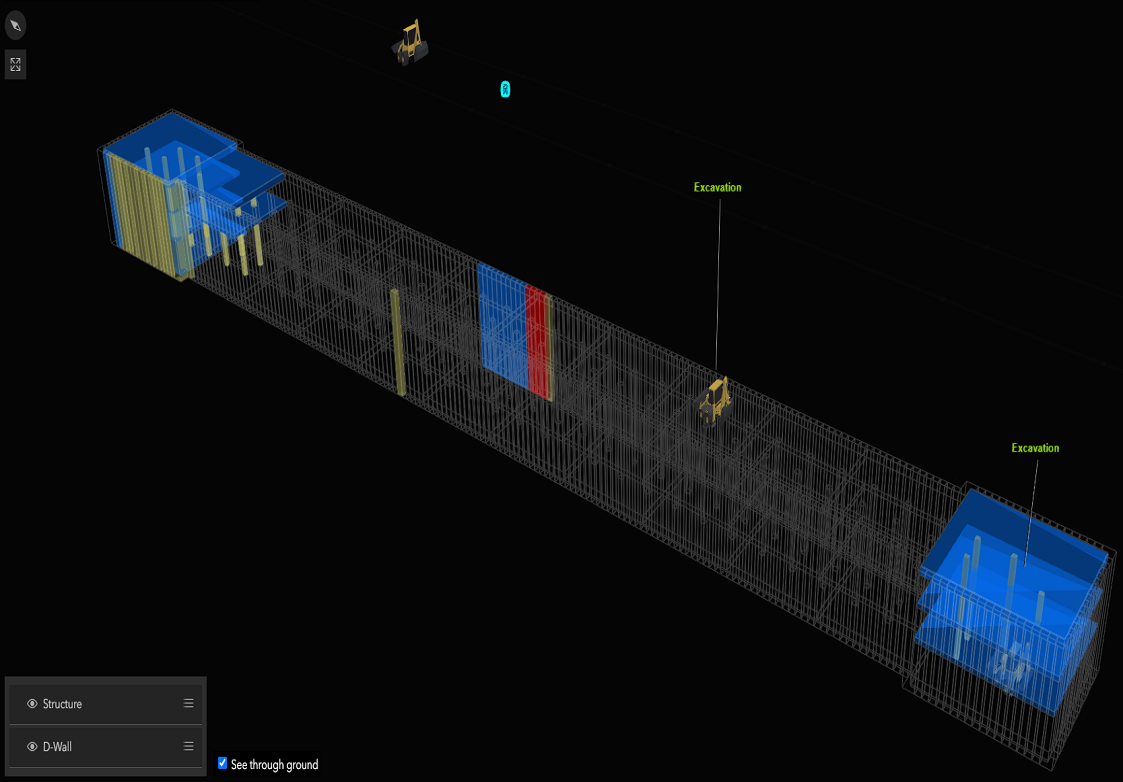 Excavation
Excavation
Structure
D-Wall
See through ground